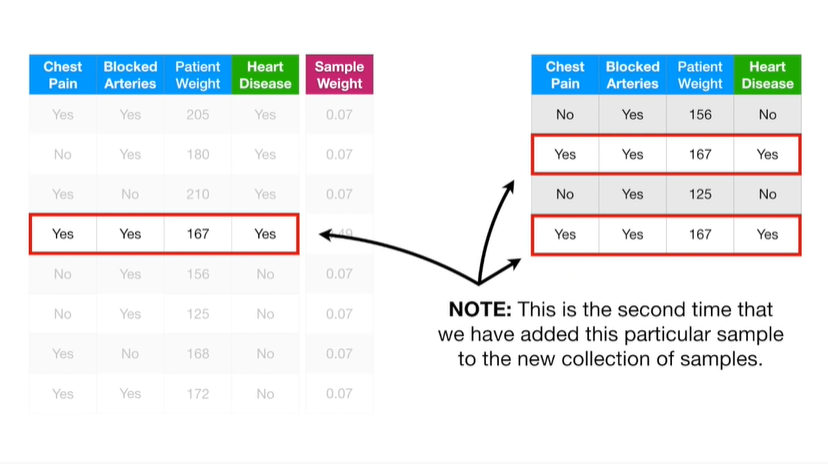 Chest Pain Blocked Arteries Patient Weight Heart Disease Sample Weight
Yes Yes 205 Yes 0.07
No Yes 180 Yes 0.07
Yes No 210 Yes 0.07
Yes Yes 167 Yes
No Yes 156 No 0.07
No Yes 125 No 0.07
Yes No 168 No 0.07
Yes Yes 172 No 0.07
Chest Pain Blocked Arteries Patient Weight Heart Disease
No Yes 156 No
Yes Yes 167 Yes
No Yes 125 No
Yes Yes 167 Yes
NOTE: This is the second time that
we have added this particular sample
to the new collection of samples.